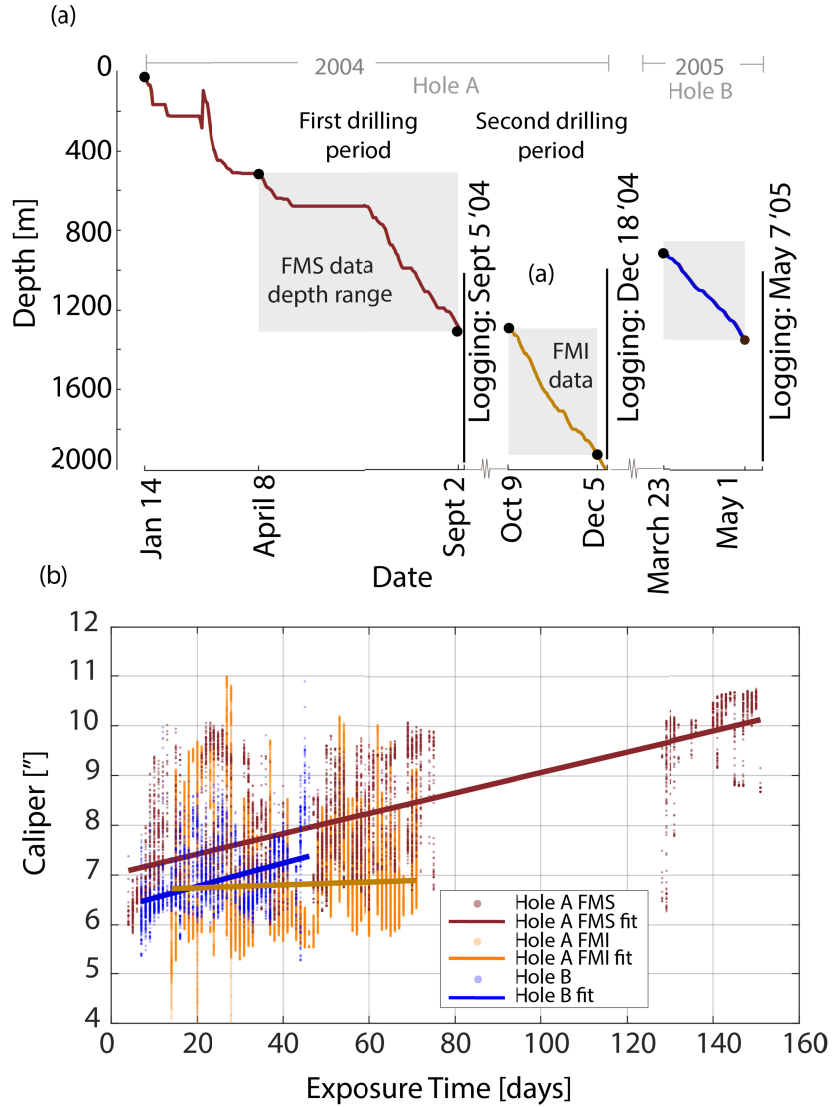 (a)
2004
Hole A
2005
Hole B
First drilling
period
Second drilling
period
0
400
800
1200
1600
2000
Depth [m]
FMS data
depth range
Logging: Sept 5 ‘04
(a)
FMI
data
Logging: Dec 18 ‘04
Logging: May 7 ‘05
Jan 14
April 8
Sept 2
Oct 9
Dec 5
March 23
May 1
Date
(b)
12
11
10
9
8
7
6
5
4
Caliper [”]
Hole A FMS
Hole A FMS fit
Hole A FMI
Hole A FMI fit
Hole B
Hole B fit
0
20
40
60
80
100
120
140
160
Exposure Time [days]